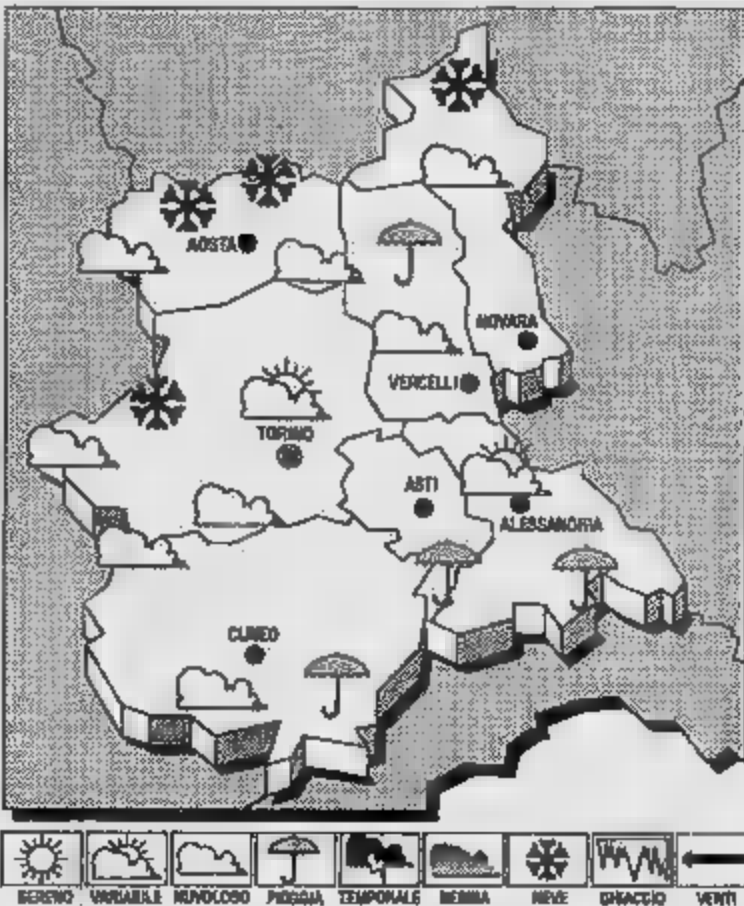 AOSTA
NOVARA
VERCELLI
TORINO
ASTI
ALESSANDRIA
CUNEO
SERENO VARIABILE NUVOLOSO PIOGGIA TEMPORALE NEBBIA NEVE GHIACCIO VENTI